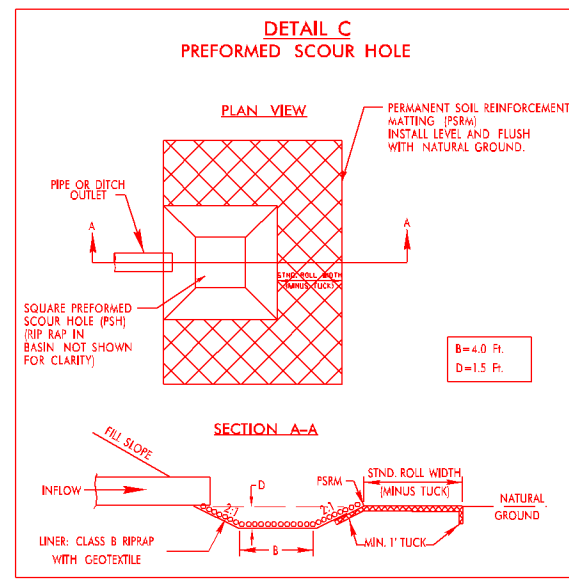 DETAIL C
PREFORMED SCOUR HOLE
PLAN VIEW
PERMANENT SOIL REINFORCEMENT
MATTING (PSRM)
INSTALL LEVEL AND FLUSH
WITH NATURAL GROUND.
PIPE OR DITCH
OUTLET
A
A
STND. ROLL WIDTH
(MINUS TUCK)
SQUARE PREFORMED
SCOUR HOLE (PSH)
(RIP RAP IN
BASIN NOT SHOWN
FOR CLARITY)
B=4.0 Ft.
D=1.5 Ft.
SECTION A-A
FILL SLOPE
D
PSRM
STND. ROLL WIDTH
(MINUS TUCK)
INFLOW
2:1
2:1
NATURAL
GROUND
LINER: CLASS B RIPRAP
WITH GEOTEXTILE
B
MIN. 1' TUCK